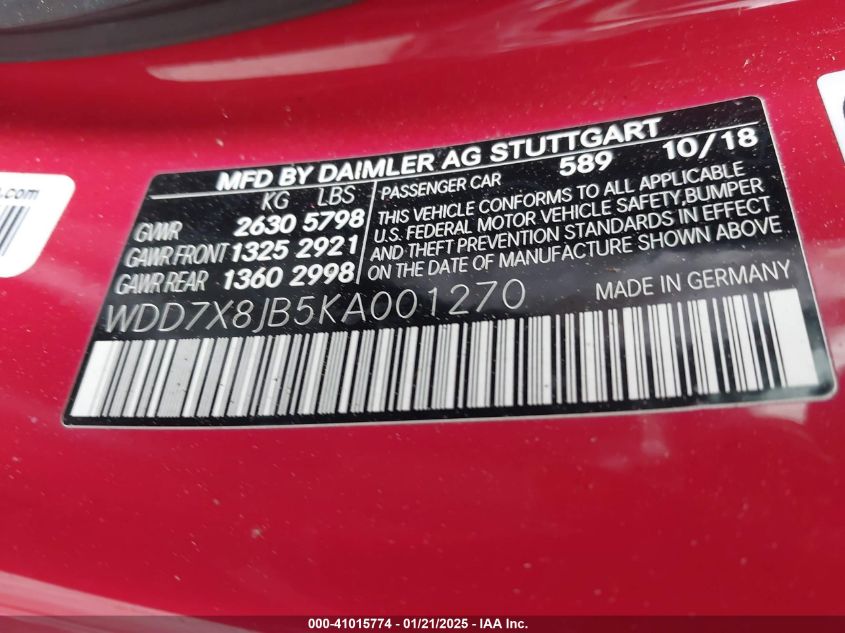 MFD BY DAIMLER AG STUTTGART
KG LBS
GVWR 2630 5798
GAWR FRONT 1325 2921
GAWR REAR 1360 2998
PASSENGER CAR 589 10/18
THIS VEHICLE CONFORMS TO ALL APPLICABLE
U.S. FEDERAL MOTOR VEHICLE SAFETY,BUMPER
AND THEFT PREVENTION STANDARDS IN EFFECT
ON DATE OF MANUFACTURE SHOWN ABOVE
WDD7X8JB5KA001270 MADE IN GERMANY
.com
000-41015774 - 01/21/2025 - IAA Inc.